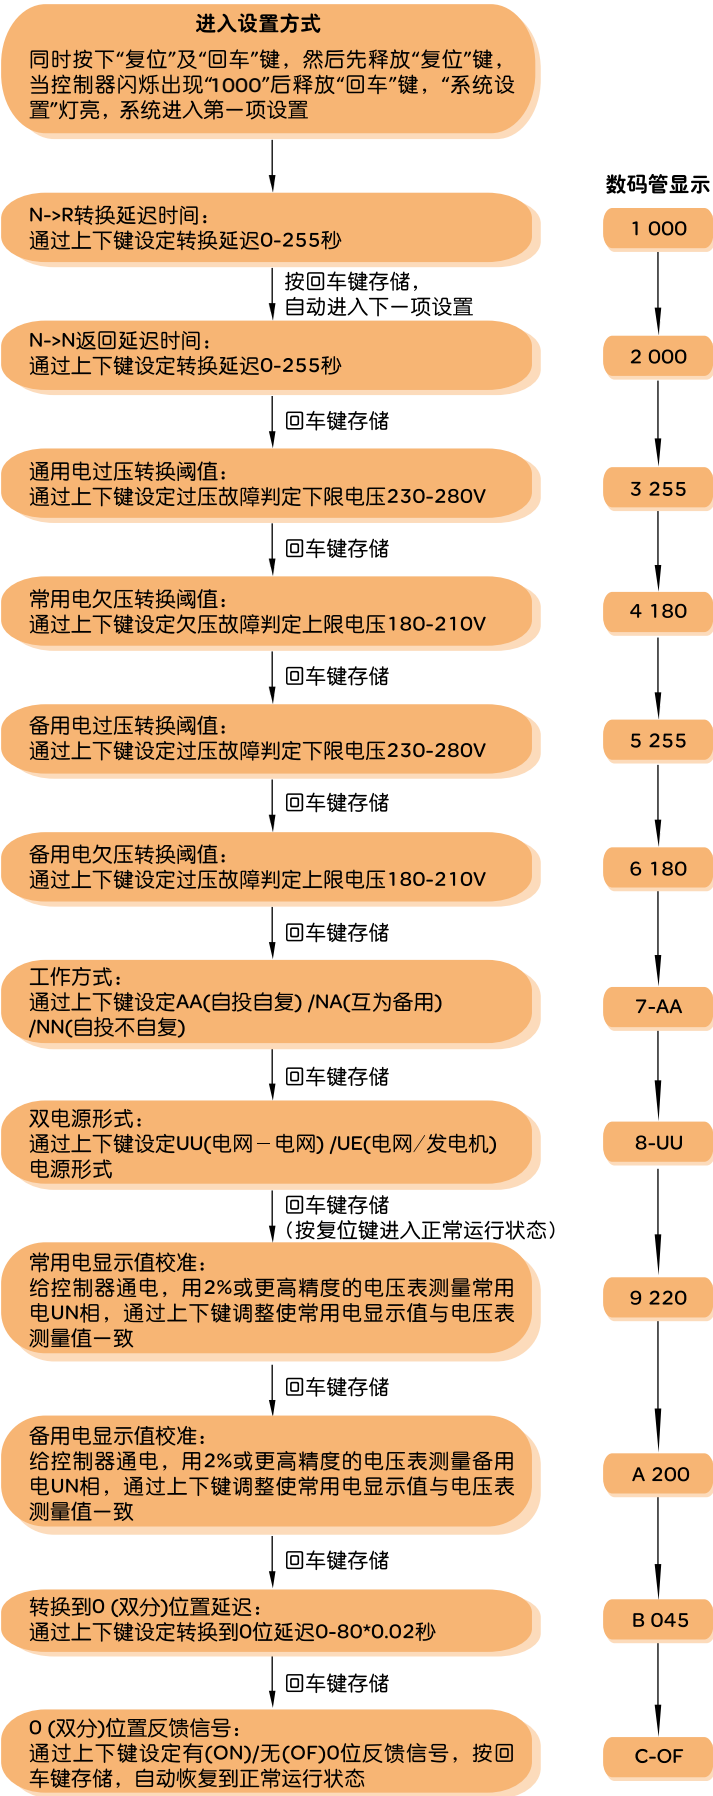 进入设置方式
同时按下“复位”及“回车”键，然后先释放“复位”键，
当控制器闪烁出现“1000”后释放“回车”键，“系统设
置”灯亮，系统进入第一项设置
数码管显示
N->R转换延迟时间：
通过上下键设定转换延迟0-255秒
1 000
按回车键存储，
自动进入下一项设置
N->N返回延迟时间：
通过上下键设定转换延迟0-255秒
2 000
回车键存储
通用电过压转换阈值：
通过上下键设定过压故障判定下限电压230-280V
3 255
回车键存储
常用电欠压转换阈值：
通过上下键设定欠压故障判定上限电压180-210V
4 180
回车键存储
备用电过压转换阈值：
通过上下键设定过压故障判定下限电压230-280V
5 255
回车键存储
备用电欠压转换阈值：
通过上下键设定过压故障判定上限电压180-210V
6 180
回车键存储
工作方式：
通过上下键设定AA(自投自复) /NA(互为备用)
/NN(自投不自复)
7-AA
回车键存储
双电源形式：
通过上下键设定UU(电网－电网) /UE(电网/发电机)
电源形式
8-UU
回车键存储
（按复位键进入正常运行状态）
常用电显示值校准：
给控制器通电，用2%或更高精度的电压表测量常用
电UN相，通过上下键调整使常用电显示值与电压表
测量值一致
9 220
回车键存储
备用电显示值校准：
给控制器通电，用2%或更高精度的电压表测量备用
电UN相，通过上下键调整使常用电显示值与电压表
测量值一致
A 200
回车键存储
转换到0 (双分)位置延迟：
通过上下键设定转换到0位延迟0-80*0.02秒
B 045
回车键存储
0 (双分)位置反馈信号：
通过上下键设定有(ON)/无(OF)0位反馈信号，按回
车键存储，自动恢复到正常运行状态
C-OF